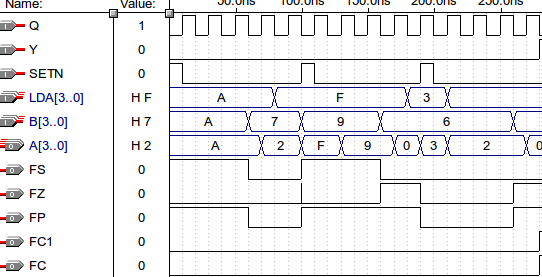 Name: Value: 50.0ns 100.0ns 150.0ns 200.0ns 250.0ns
Q 1
Y 0
SETN 0
LDA[3..0] H F A F 3
B[3..0] H 7 A 7 9 6
A[3..0] H 2 A 2 F 9 0 3 2 0
FS 0
FZ 0
FP 0
FC1 0
FC 0